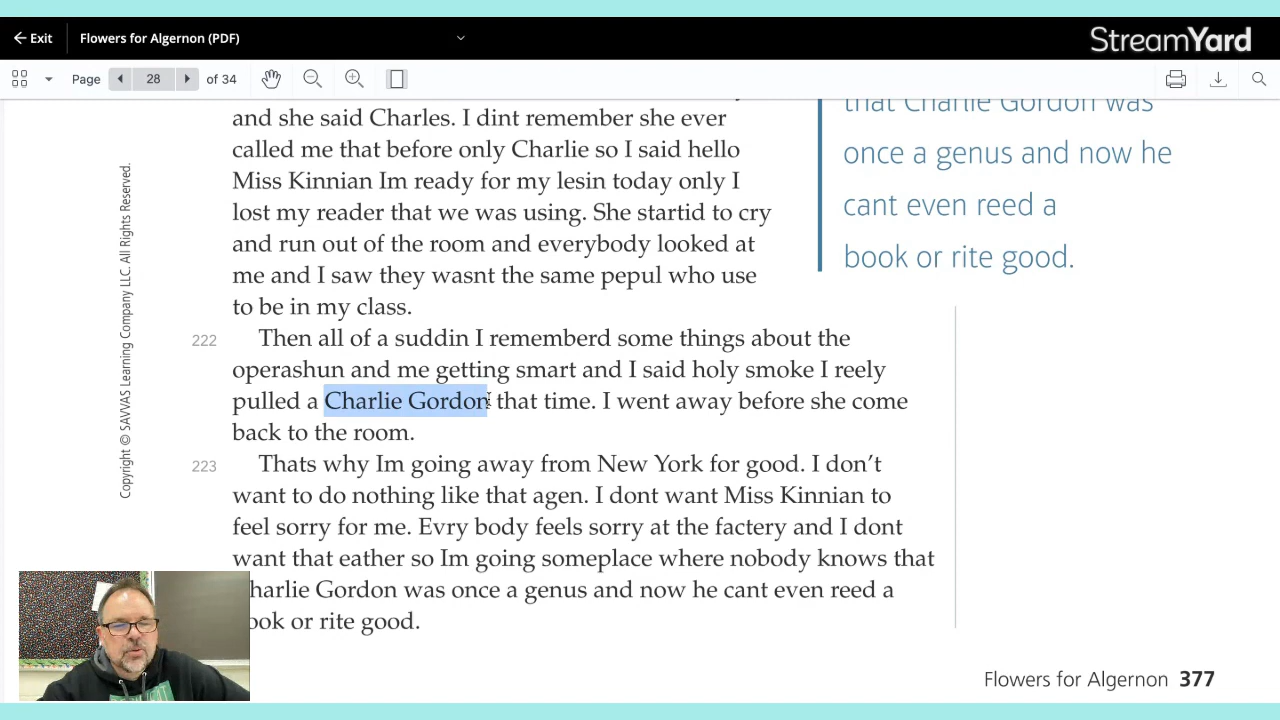 Exit
Flowers for Algernon (PDF)
StreamYard
Page 28 of 34
and she said Charles. I dint remember she ever
called me that before only Charlie so I said hello
Miss Kinnian Im ready for my lesin today only I
lost my reader that we was using. She startid to cry
and run out of the room and everybody looked at
me and I saw they wasnt the same pepul who use
to be in my class.
222
Then all of a suddin I rememberd some things about the
operashun and me getting smart and I said holy smoke I reely
pulled a Charlie Gordon that time. I went away before she come
back to the room.
223
Thats why Im going away from New York for good. I don’t
want to do nothing like that agen. I dont want Miss Kinnian to
feel sorry for me. Evry body feels sorry at the factery and I dont
want that eather so Im going someplace where nobody knows that
Charlie Gordon was once a genus and now he cant even reed a
book or rite good.
that Charlie Gordon was
once a genus and now he
cant even reed a
book or rite good.
Copyright © SAVVAS Learning Company LLC. All Rights Reserved.
Flowers for Algernon 377